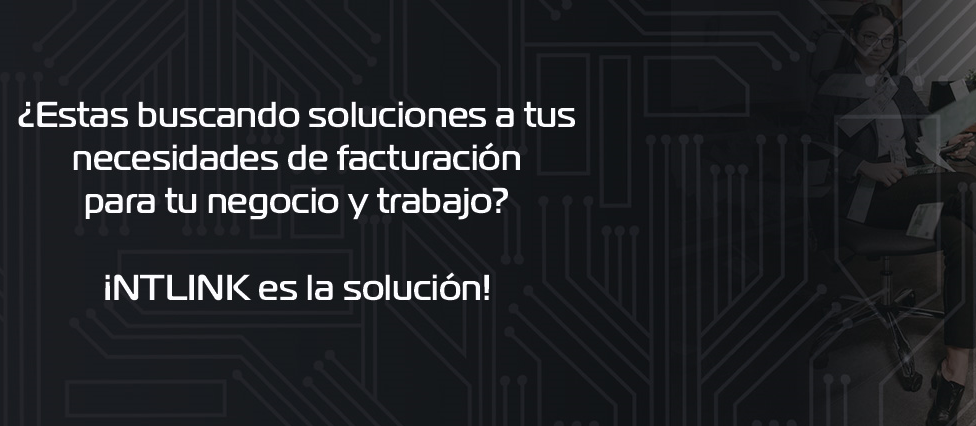 ¿Estas buscando soluciones a tus
necesidades de facturación
para tu negocio y trabajo?
¡NTLINK es la solución!